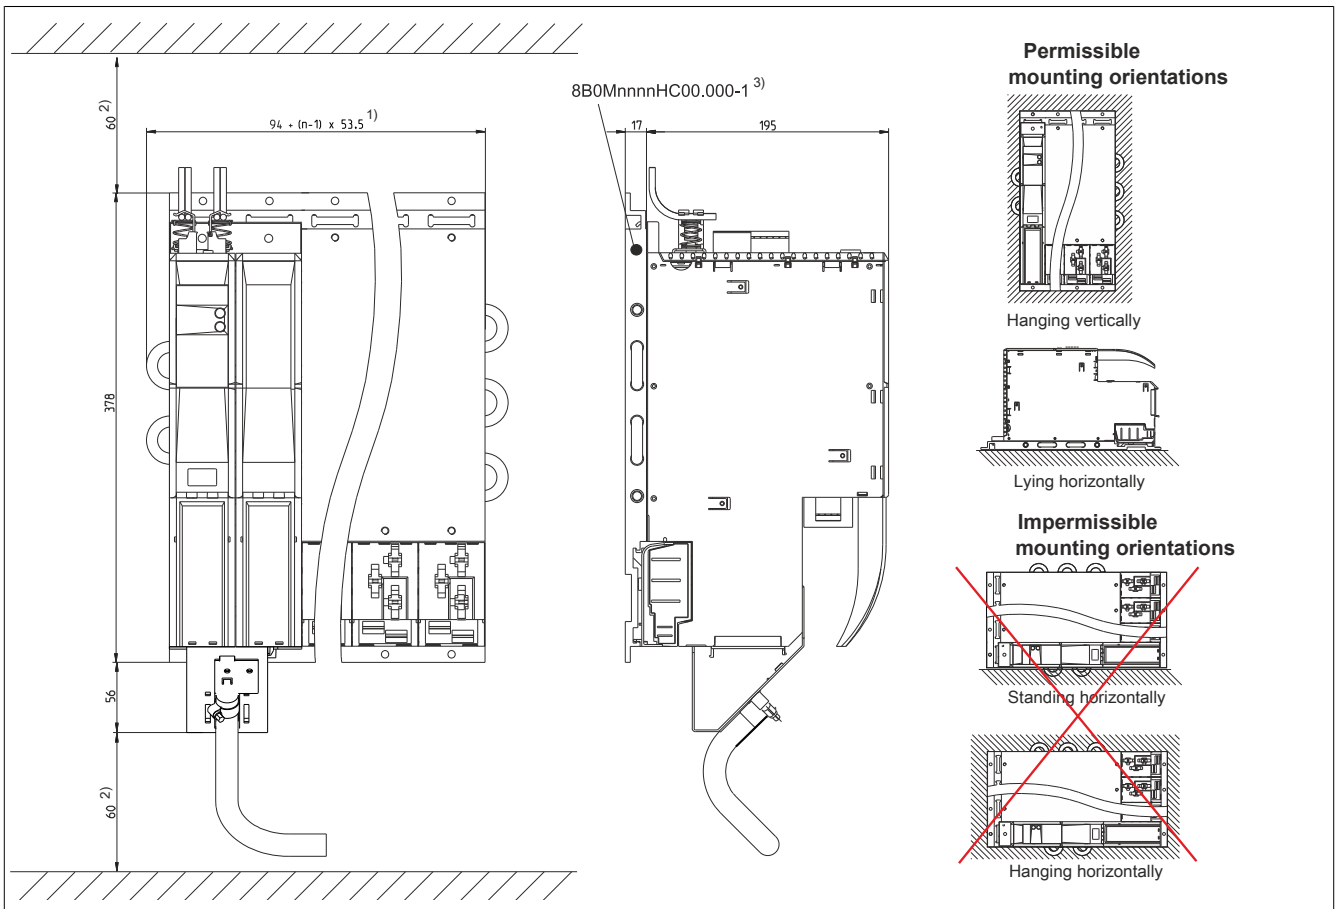 60 2)
94 + (n-1) x 53.5 1)
378
56
60 2)
8B0MnnnnHC00.000-1 3)
17
195
Permissible
mounting orientations
Hanging vertically
Lying horizontally
Impermissible
mounting orientations
Standing horizontally
Hanging horizontally